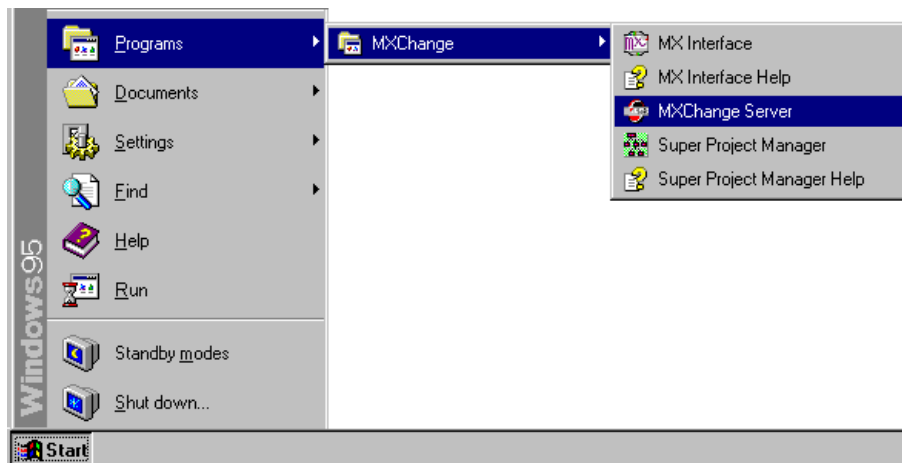 Programs
Documents
Settings
Find
Help
Run
Standby modes
Shut down...
Windows95
Start
MXChange
MX Interface
MX Interface Help
MXChange Server
Super Project Manager
Super Project Manager Help